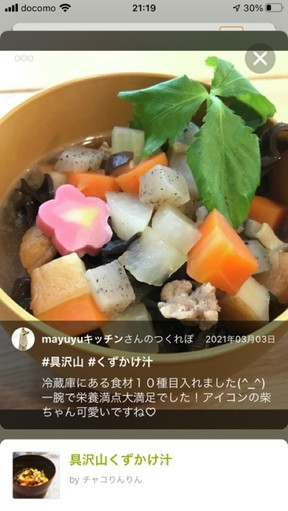 docomo 21:19 30%
mayuyuキッチンさんのつくれぽ 2021年03月03日
#具沢山 #くずかけ汁
冷蔵庫にある食材１０種目入れました(^_^)
一腕で栄養満点大満足でした！アイコンの柴
ちゃん可愛いですね♡
具沢山くずかけ汁
by チャコりんりん